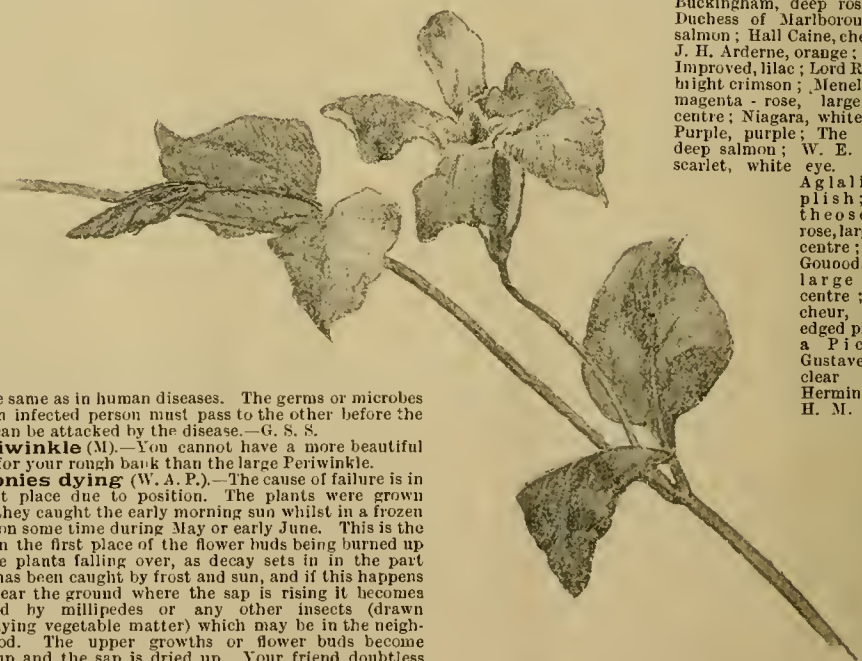 e same as in human diseases. The germs or microbes
n infected person must pass to the other before the
an be attacked by the disease.—G. S. S.
iwinkle (M).—You cannot have a more beautiful
for your rough bank than the large Periwinkle.
onies dying (W. A. P.).—The cause of failure is in
t place due to position. The plants were grown
they caught the early morning sun whilst in a frozen
on some time during May or early June. This is the
n the first place of the flower buds being burned up
e plants falling over, as decay sets in in the part
has been caught by frost and sun, and if this happens
ear the ground where the sap is rising it becomes
d by millipedes or any other insects (drawn
ying vegetable matter) which may be in the neigh-
od. The upper growths or flower buds become
up and the sap is dried up. Your friend doubtless
Buckingham, deep ros
Duchess of Marlborou
salmon; Hall Caine, che
J. H. Arderne, orange;
Improved, lilac; Lord R
bright crimson; Menel
magenta - rose, large
centre; Niagara, white
Purple, purple; The
deep salmon; W. E.
scarlet, white eye.
Aglai
plish;
theose
rose, lar
centre;
Gounod
large
centre;
cheur,
edged p
a Pic
Gustave
clear
Hermin
H. M.